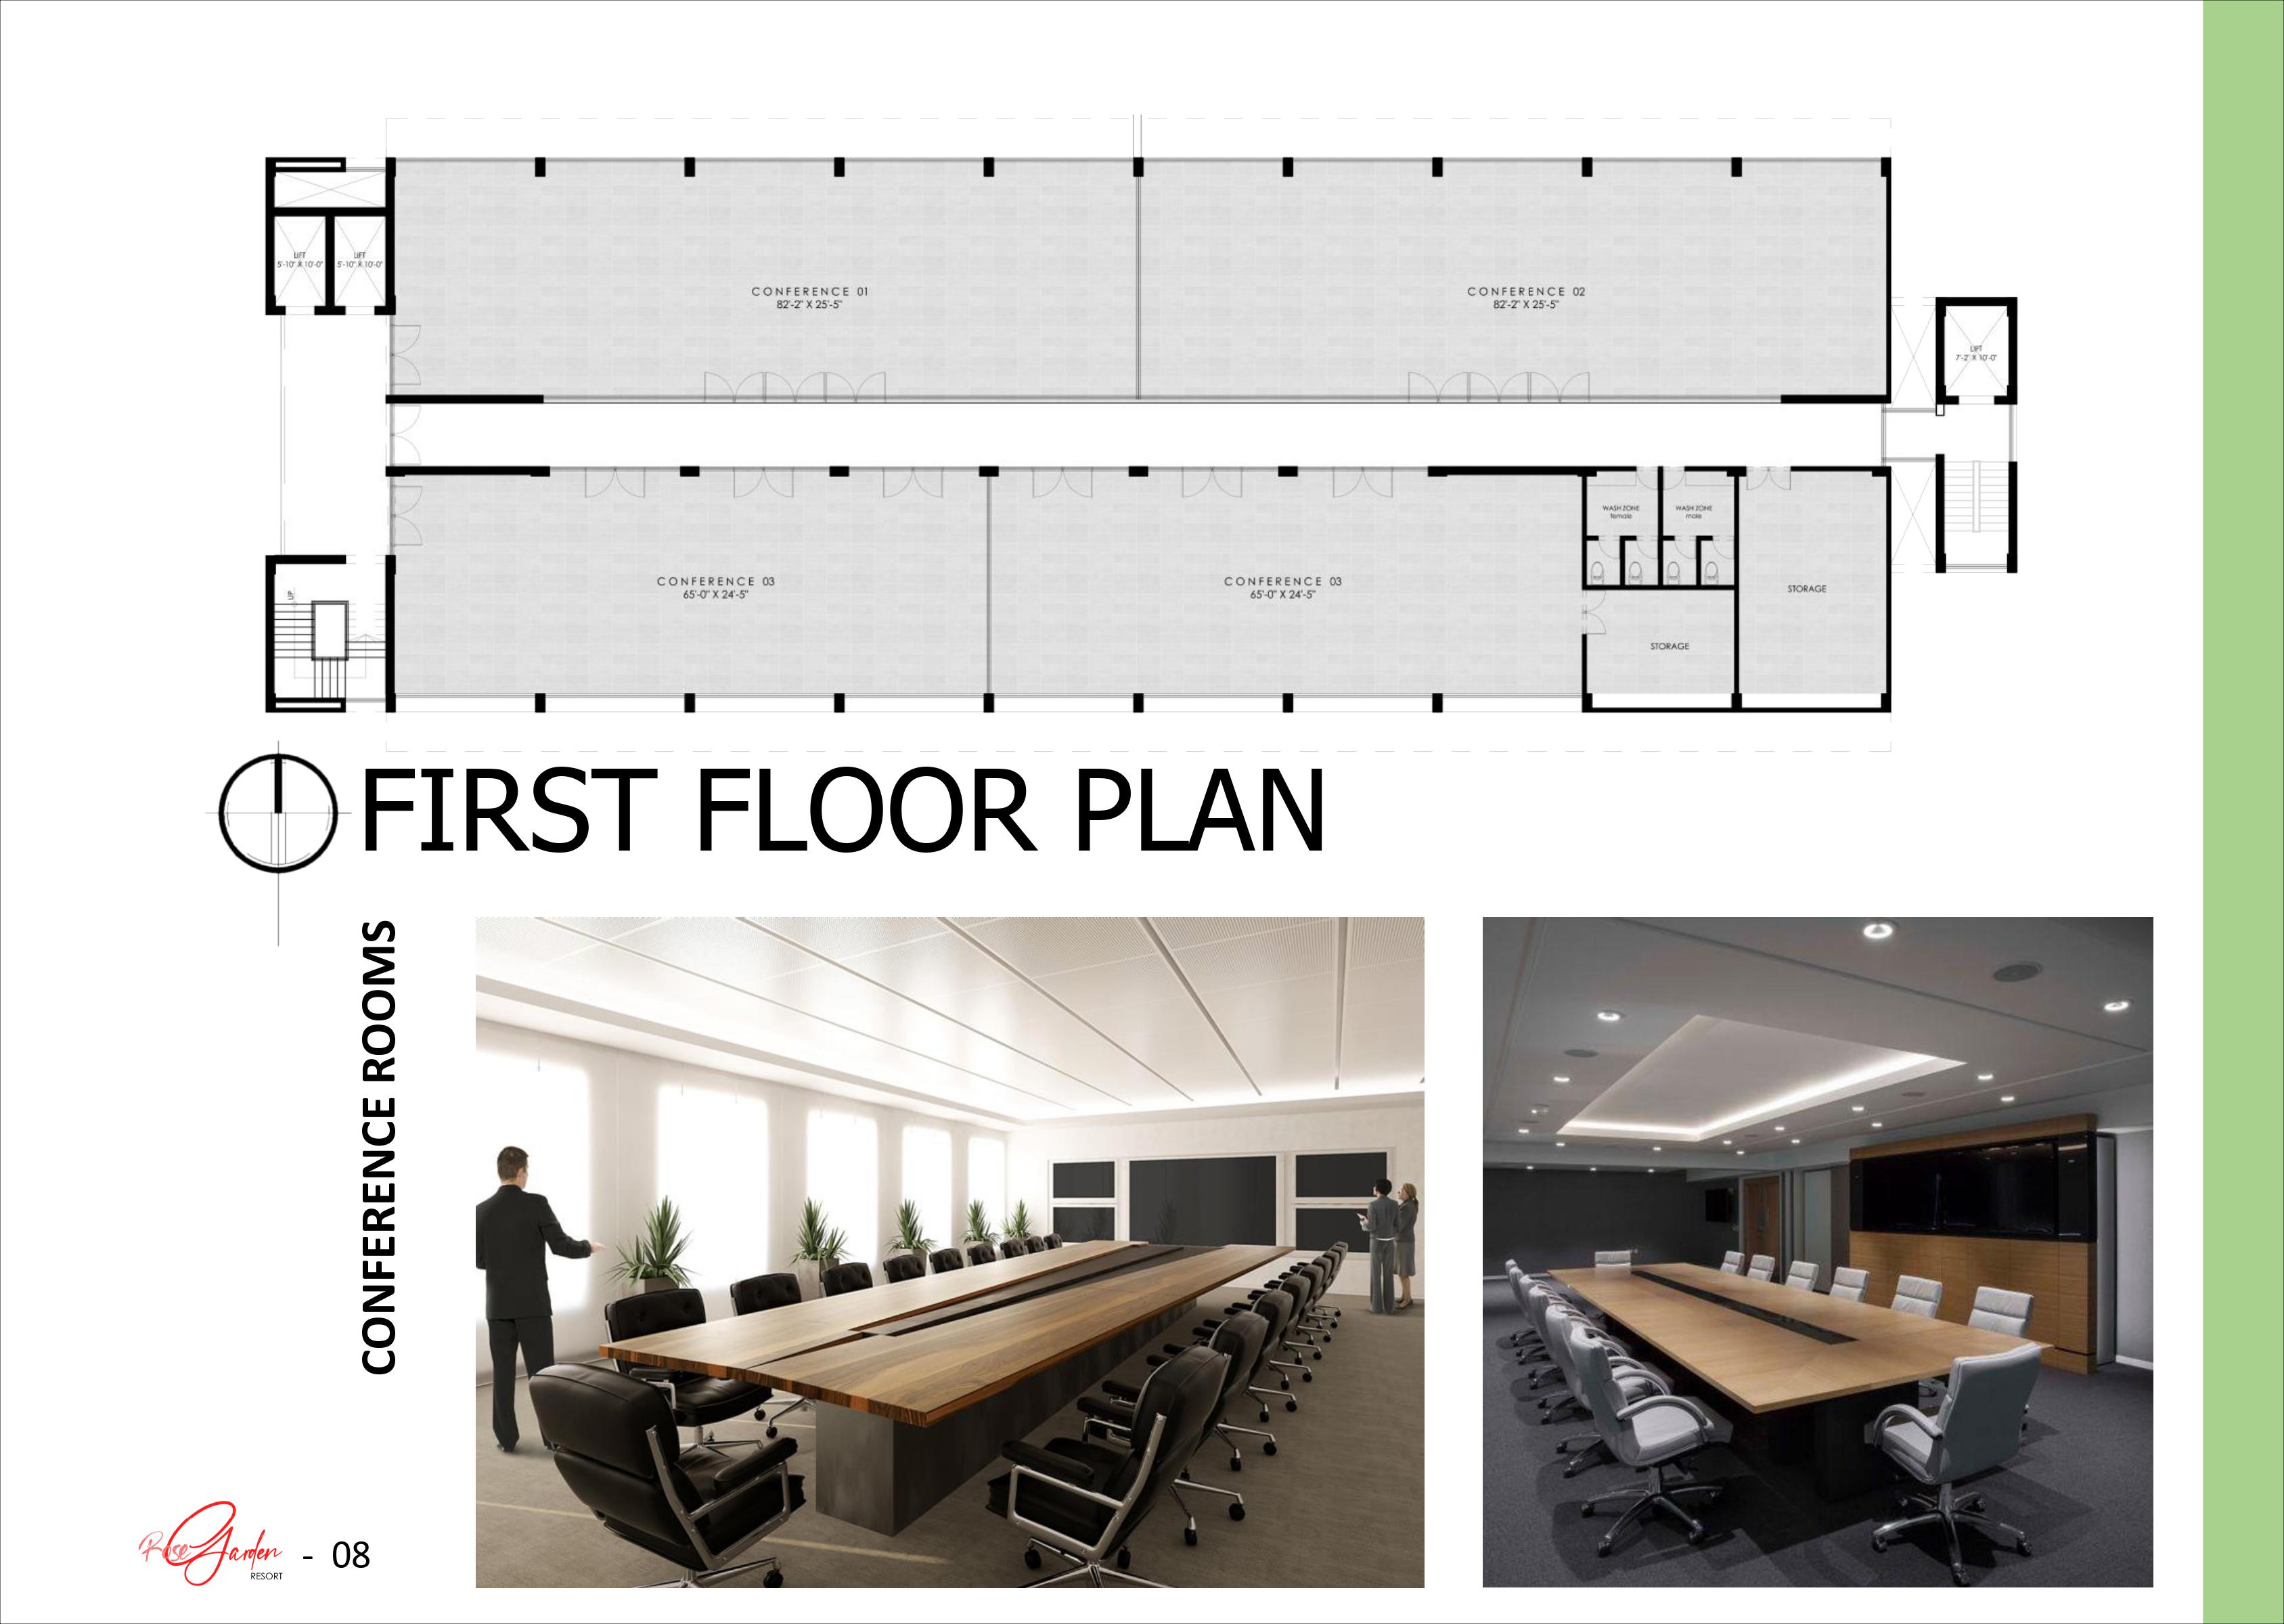 LIFT
5'-10" X 10'-0"
LIFT
5'-10" X 10'-0"
CONFERENCE 01
82'-2" X 25'-5"
CONFERENCE 02
82'-2" X 25'-5"
LIFT
7'-2" X 10'-0"
WASH ZONE
female
WASH ZONE
male
CONFERENCE 03
65'-0" X 24'-5"
CONFERENCE 03
65'-0" X 24'-5"
STORAGE
STORAGE
UP
FIRST FLOOR PLAN
CONFERENCE ROOMS
Rose Garden
RESORT
- 08